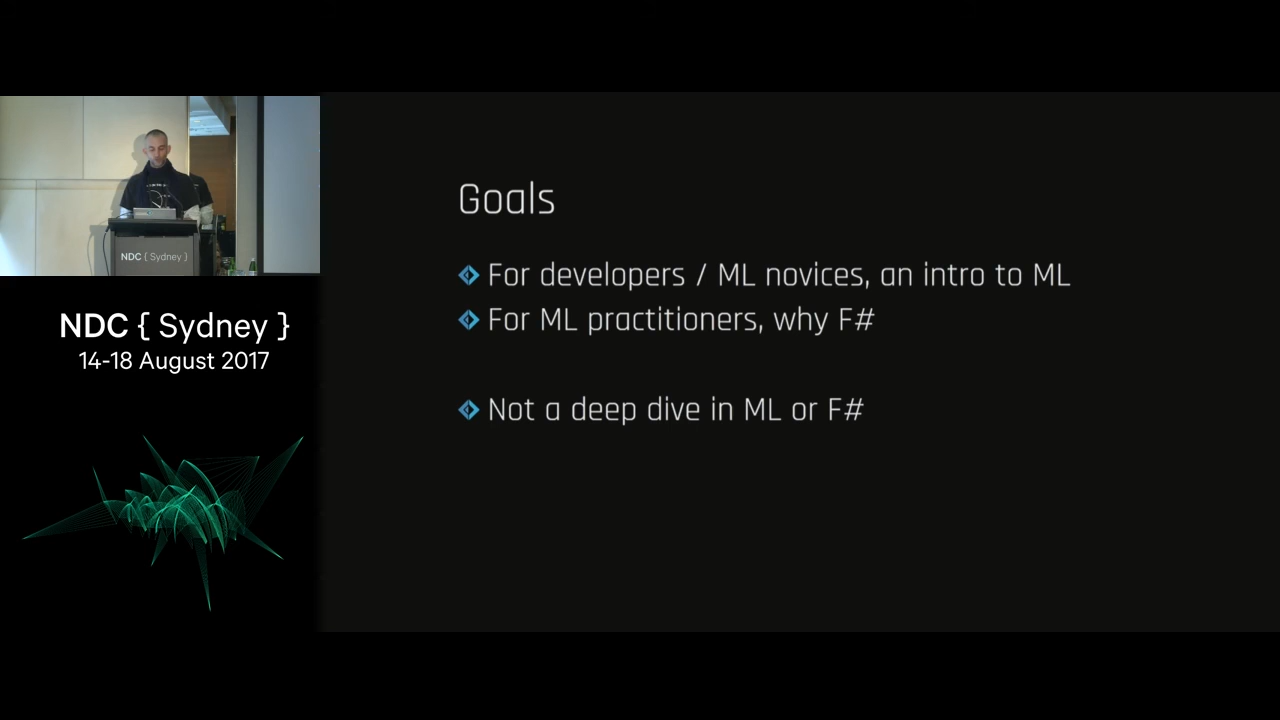 NDC { Sydney }
NDC { Sydney }
14-18 August 2017
Goals
For developers / ML novices, an intro to ML
For ML practitioners, why F#
Not a deep dive in ML or F#